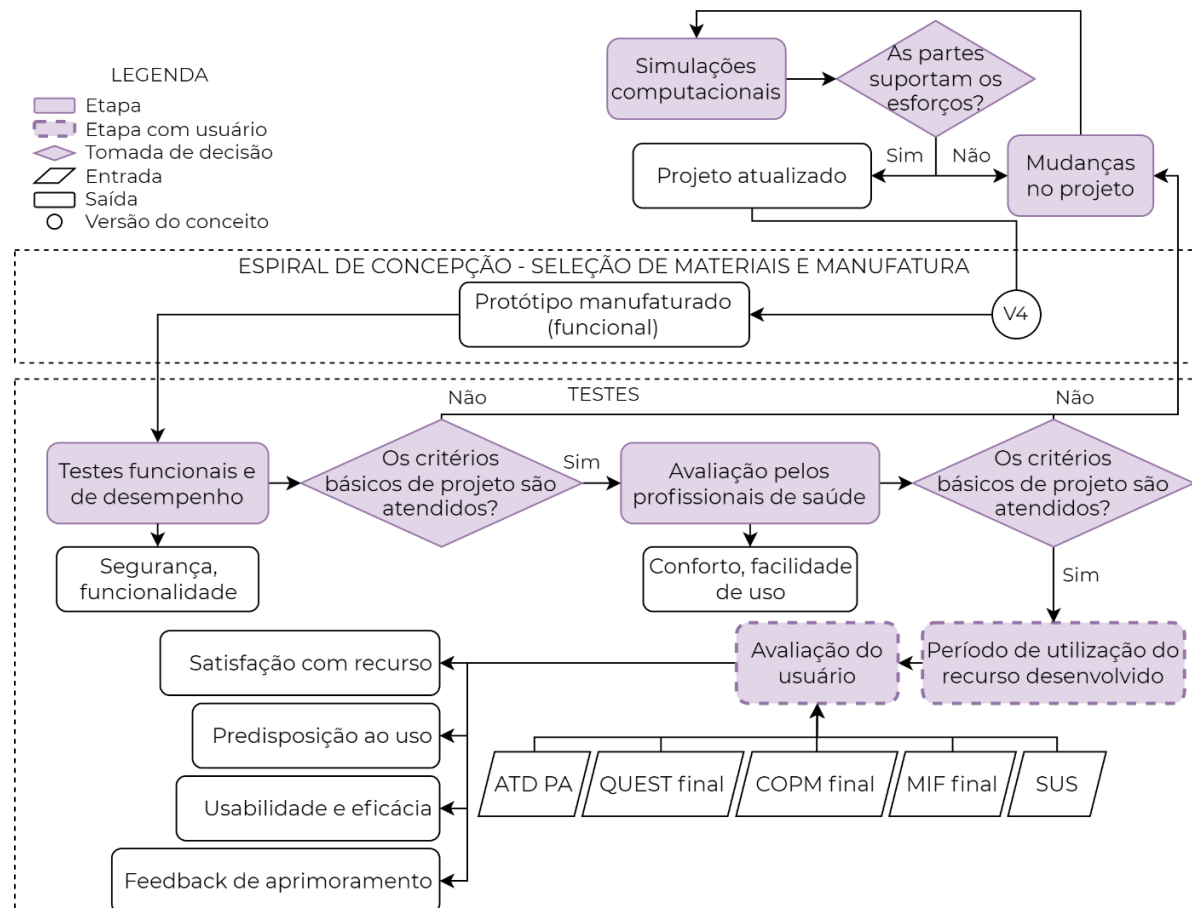 LEGENDA
Etapa
Etapa com usuário
Tomada de decisão
Entrada
Saída
Versão do conceito
Simulações
computacionais
As partes
suportam os
esforços?
Sim
Não
Projeto atualizado
Mudanças
no projeto
ESPIRAL DE CONCEPÇÃO - SELEÇÃO DE MATERIAIS E MANUFATURA
Protótipo manufaturado
(funcional)
V4
TESTES
Não
Não
Testes funcionais e
de desempenho
Os critérios
básicos de projeto são
atendidos?
Sim
Avaliação pelos
profissionais de saúde
Os critérios
básicos de projeto são
atendidos?
Segurança,
funcionalidade
Conforto, facilidade
de uso
Sim
Período de utilização do
recurso desenvolvido
Avaliação do
usuário
Satisfação com recurso
Predisposição ao uso
Usabilidade e eficácia
Feedback de aprimoramento
ATD PA
QUEST final
COPM final
MIF final
SUS